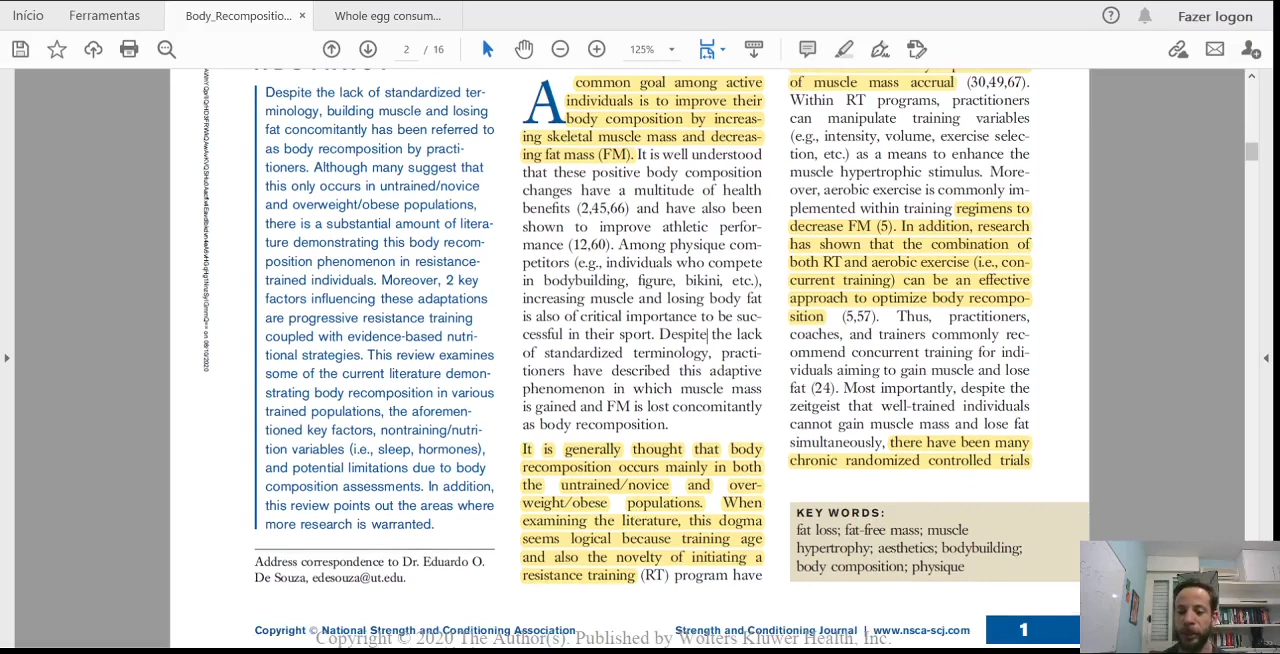 Início
Ferramentas
Body_Recompositio...
×
Whole egg consum...
Fazer logon
2 / 16
125%
Despite the lack of standardized ter-
minology, building muscle and losing
fat concomitantly has been referred to
as body recomposition by practi-
tioners. Although many suggest that
this only occurs in untrained/novice
and overweight/obese populations,
there is a substantial amount of litera-
ture demonstrating this body recom-
position phenomenon in resistance-
trained individuals. Moreover, 2 key
factors influencing these adaptations
are progressive resistance training
coupled with evidence-based nutri-
tional strategies. This review examines
some of the current literature demon-
strating body recomposition in various
trained populations, the aforemen-
tioned key factors, nontraining/nutri-
tion variables (i.e., sleep, hormones),
and potential limitations due to body
composition assessments. In addition,
this review points out the areas where
more research is warranted.
Address correspondence to Dr. Eduardo O.
De Souza, edesouza@ut.edu.
A common goal among active
individuals is to improve their
body composition by increas-
ing skeletal muscle mass and decreas-
ing fat mass (FM). It is well understood
that these positive body composition
changes have a multitude of health
benefits (2,45,66) and have also been
shown to improve athletic perfor-
mance (12,60). Among physique com-
petitors (e.g., individuals who compete
in bodybuilding, figure, bikini, etc.),
increasing muscle and losing body fat
is also of critical importance to be suc-
cessful in their sport. Despite the lack
of standardized terminology, practi-
tioners have described this adaptive
phenomenon in which muscle mass
is gained and FM is lost concomitantly
as body recomposition.
It is generally thought that body
recomposition occurs mainly in both
the untrained/novice and over-
weight/obese populations. When
examining the literature, this dogma
seems logical because training age
and also the novelty of initiating a
resistance training (RT) program have
of muscle mass accrual (30,49,67).
Within RT programs, practitioners
can manipulate training variables
(e.g., intensity, volume, exercise selec-
tion, etc.) as a means to enhance the
muscle hypertrophic stimulus. More-
over, aerobic exercise is commonly im-
plemented within training regimens to
decrease FM (5). In addition, research
has shown that the combination of
both RT and aerobic exercise (i.e., con-
current training) can be an effective
approach to optimize body recompo-
sition (5,57). Thus, practitioners,
coaches, and trainers commonly rec-
ommend concurrent training for indi-
viduals aiming to gain muscle and lose
fat (24). Most importantly, despite the
zeitgeist that well-trained individuals
cannot gain muscle mass and lose fat
simultaneously, there have been many
chronic randomized controlled trials
KEY WORDS:
fat loss; fat-free mass; muscle
hypertrophy; aesthetics; bodybuilding;
body composition; physique
Copyright © National Strength and Conditioning Association
Strength and Conditioning Journal | www.nsca-scj.com
1
Copyright © 2020 The Author(s). Published by Wolters Kluwer Health, Inc.